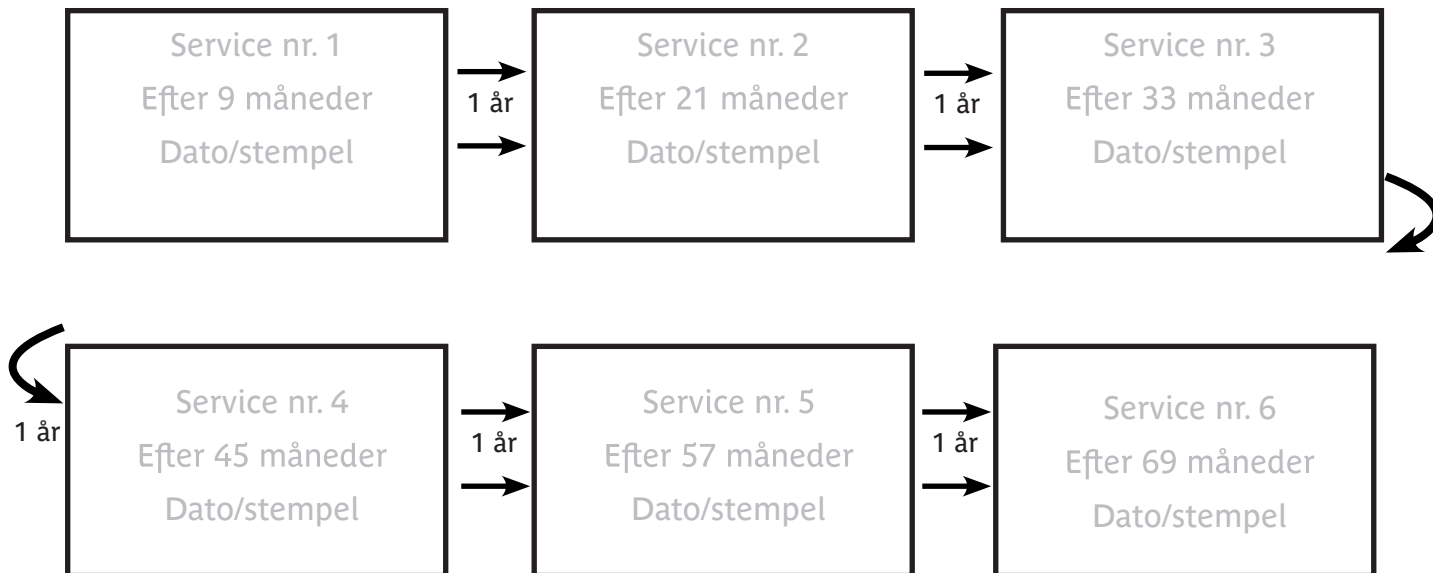 Service nr. 1
Efter 9 måneder
Dato/stempel
1 år
Service nr. 2
Efter 21 måneder
Dato/stempel
1 år
Service nr. 3
Efter 33 måneder
Dato/stempel
1 år
Service nr. 4
Efter 45 måneder
Dato/stempel
1 år
Service nr. 5
Efter 57 måneder
Dato/stempel
1 år
Service nr. 6
Efter 69 måneder
Dato/stempel